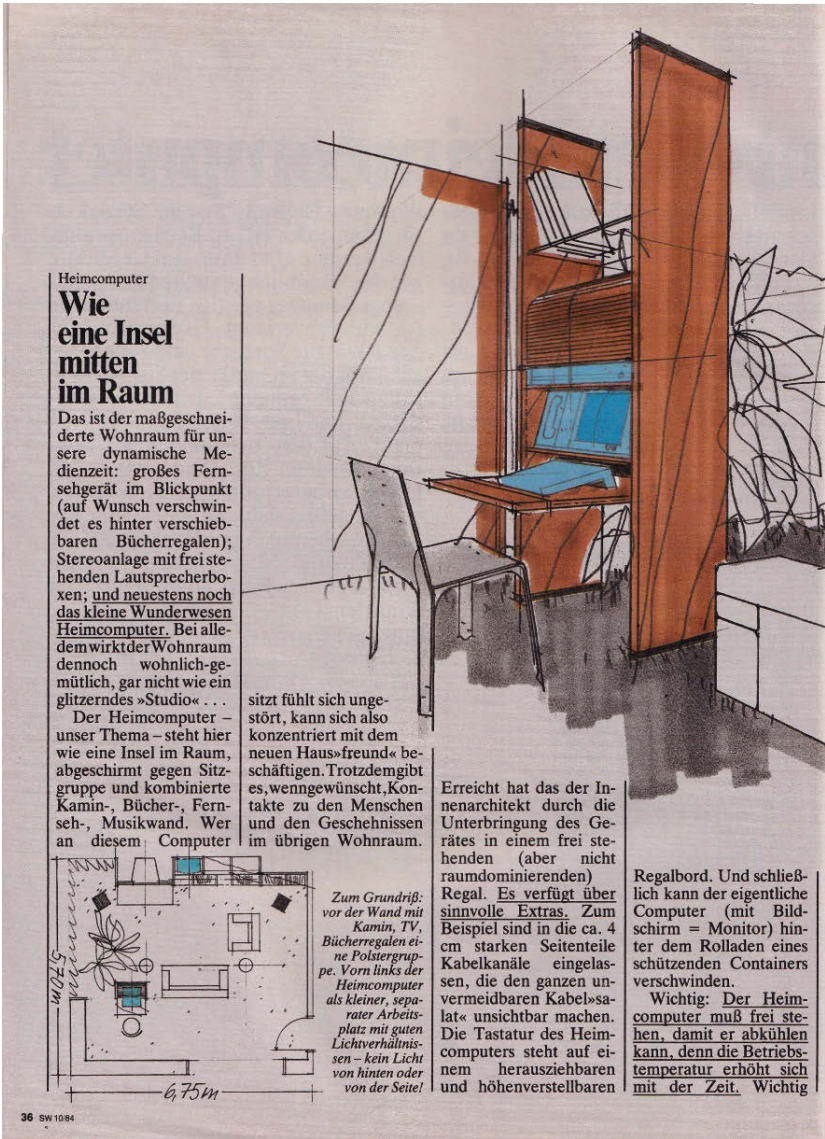 Heimcomputer
Wie
eine Insel
mitten
im Raum
Das ist der maßgeschnei-
derte Wohnraum für un-
sere dynamische Me-
dienzeit: großes Fern-
sehgerät im Blickpunkt
(auf Wunsch verschwin-
det es hinter verschieb-
baren Bücherregalen);
Stereoanlage mit frei ste-
henden Lautsprecherbo-
xen; und neuestens noch
das kleine Wunderwesen
Heimcomputer. Bei alle-
dem wirkt der Wohnraum
dennoch wohnlich-ge-
mütlich, gar nicht wie ein
glitzerndes »Studio« . . .
Der Heimcomputer –
unser Thema – steht hier
wie eine Insel im Raum,
abgeschirmt gegen Sitz-
gruppe und kombinierte
Kamin-, Bücher-, Fern-
seh-, Musikwand. Wer
an diesem Computer
sitzt fühlt sich unge-
stört, kann sich also
konzentriert mit dem
neuen Haus»freund« be-
schäftigen. Trotzdem gibt
es, wenn gewünscht, Kon-
takte zu den Menschen
und den Geschehnissen
im übrigen Wohnraum.
Erreicht hat das der In-
nenarchitekt durch die
Unterbringung des Ge-
rätes in einem frei ste-
henden (aber nicht
raumdominierenden)
Regal. Es verfügt über
sinnvolle Extras. Zum
Beispiel sind in die ca. 4
cm starken Seitenteile
Kabelkanäle eingelas-
sen, die den ganzen un-
vermeidbaren Kabel»sa-
lat« unsichtbar machen.
Die Tastatur des Heim-
computers steht auf ei-
nem herausziehbaren
und höhenverstellbaren
Regalbord. Und schließ-
lich kann der eigentliche
Computer (mit Bild-
schirm = Monitor) hin-
ter dem Rolladen eines
schützenden Containers
verschwinden.
Wichtig: Der Heim-
computer muß frei ste-
hen, damit er abkühlen
kann, denn die Betriebs-
temperatur erhöht sich
mit der Zeit. Wichtig
Zum Grundriß:
vor der Wand mit
Kamin, TV,
Bücherregalen ei-
ne Polstergrup-
pe. Vorn links der
Heimcomputer
als kleiner, sepa-
rater Arbeits-
platz mit guten
Lichtverhältnis-
sen – kein Licht
von hinten oder
von der Seite!
5,70m
6,75m
36 SW 10/84